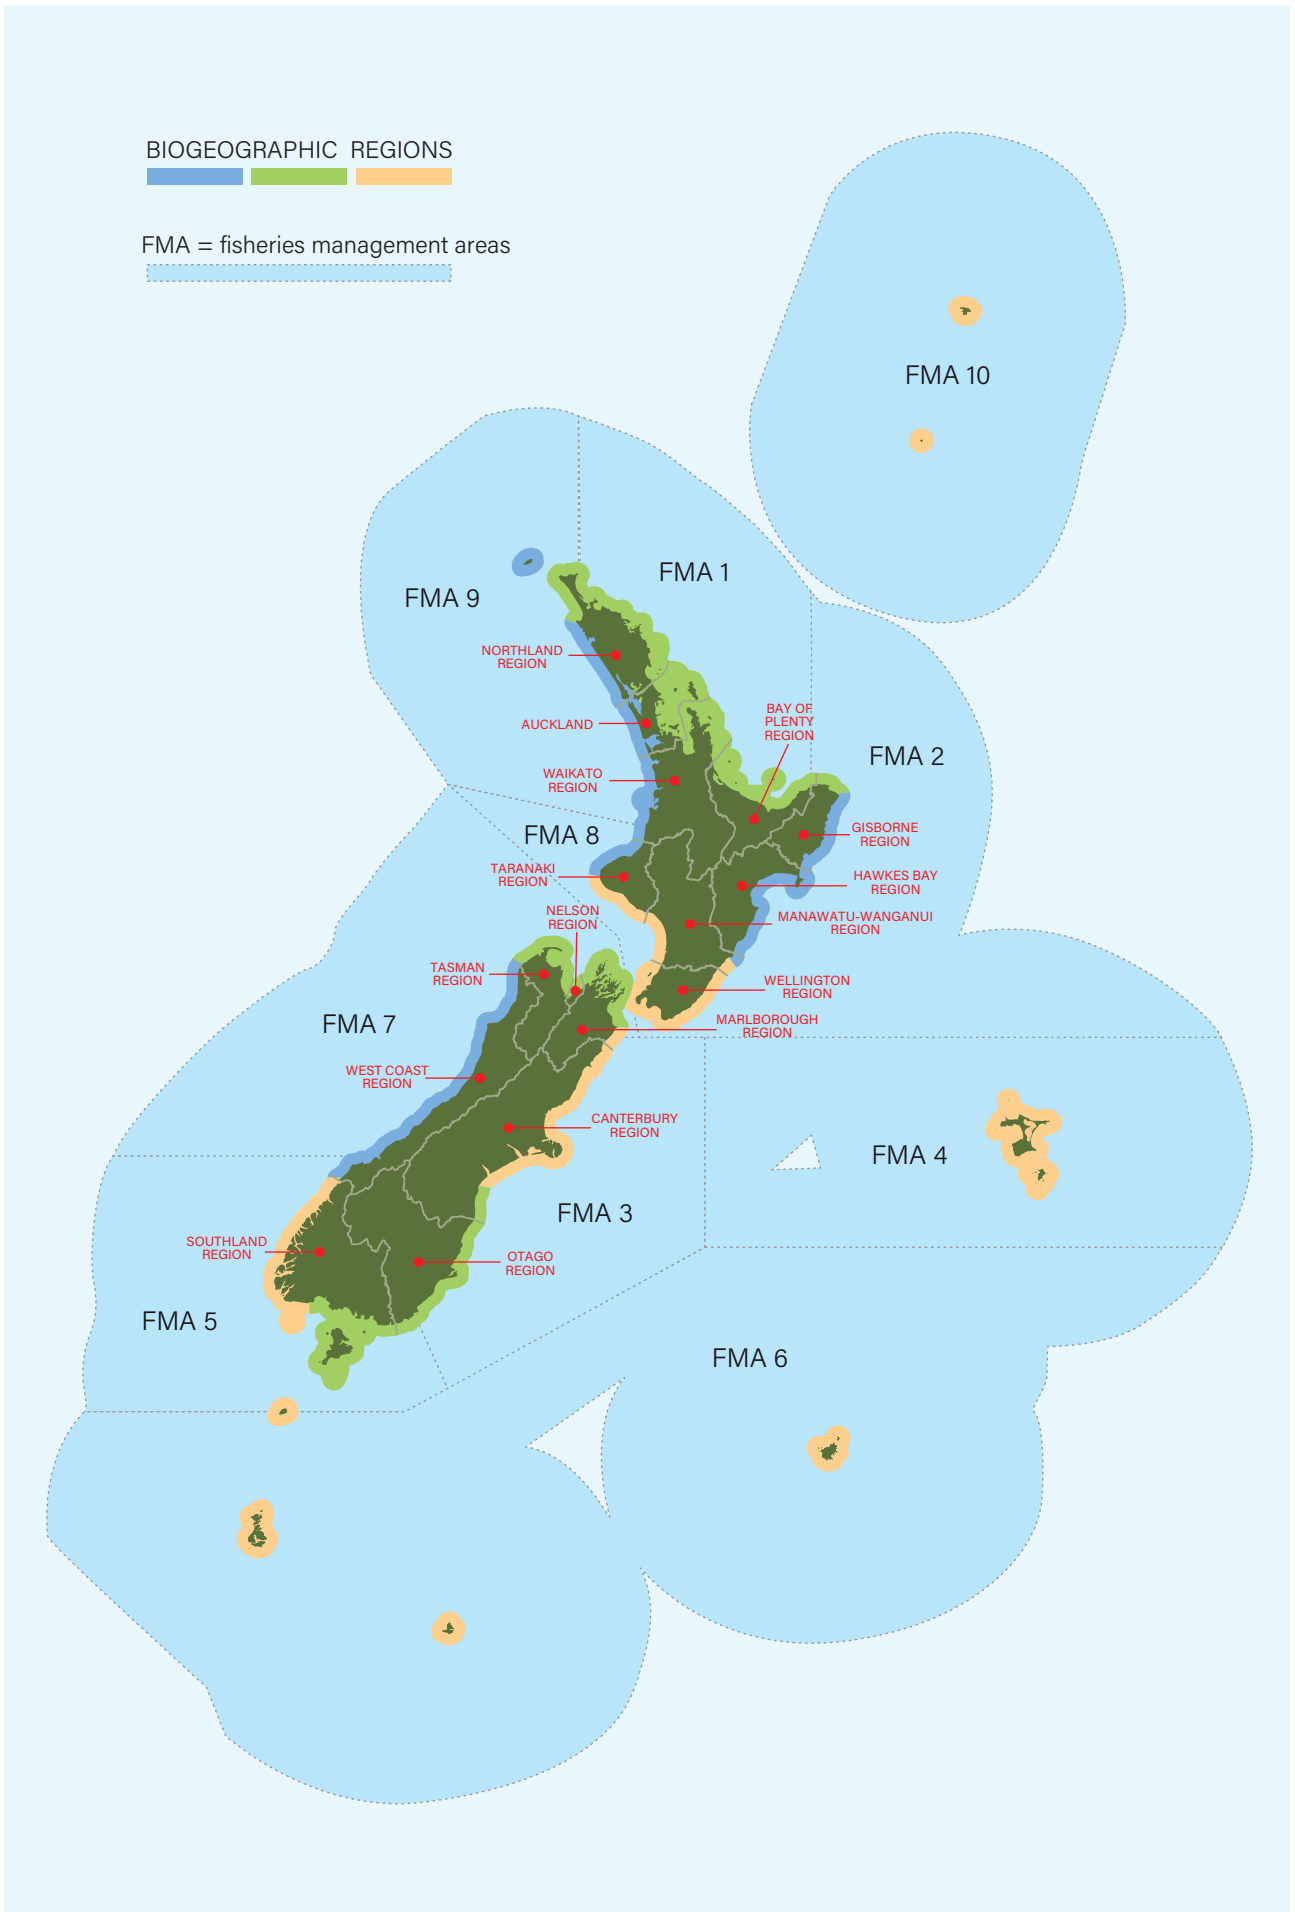 BIOGEOGRAPHIC REGIONS
FMA = fisheries management areas
FMA 10
FMA 1
FMA 9
NORTHLAND
REGION
AUCKLAND
BAY OF
PLENTY
REGION
FMA 2
WAIKATO
REGION
FMA 8
GISBORNE
REGION
TARANAKI
REGION
HAWKES BAY
REGION
NELSON
REGION
MANAWATU-WANGANUI
REGION
TASMAN
REGION
WELLINGTON
REGION
FMA 7
MARLBOROUGH
REGION
WEST COAST
REGION
CANTERBURY
REGION
FMA 4
FMA 3
SOUTHLAND
REGION
OTAGO
REGION
FMA 5
FMA 6